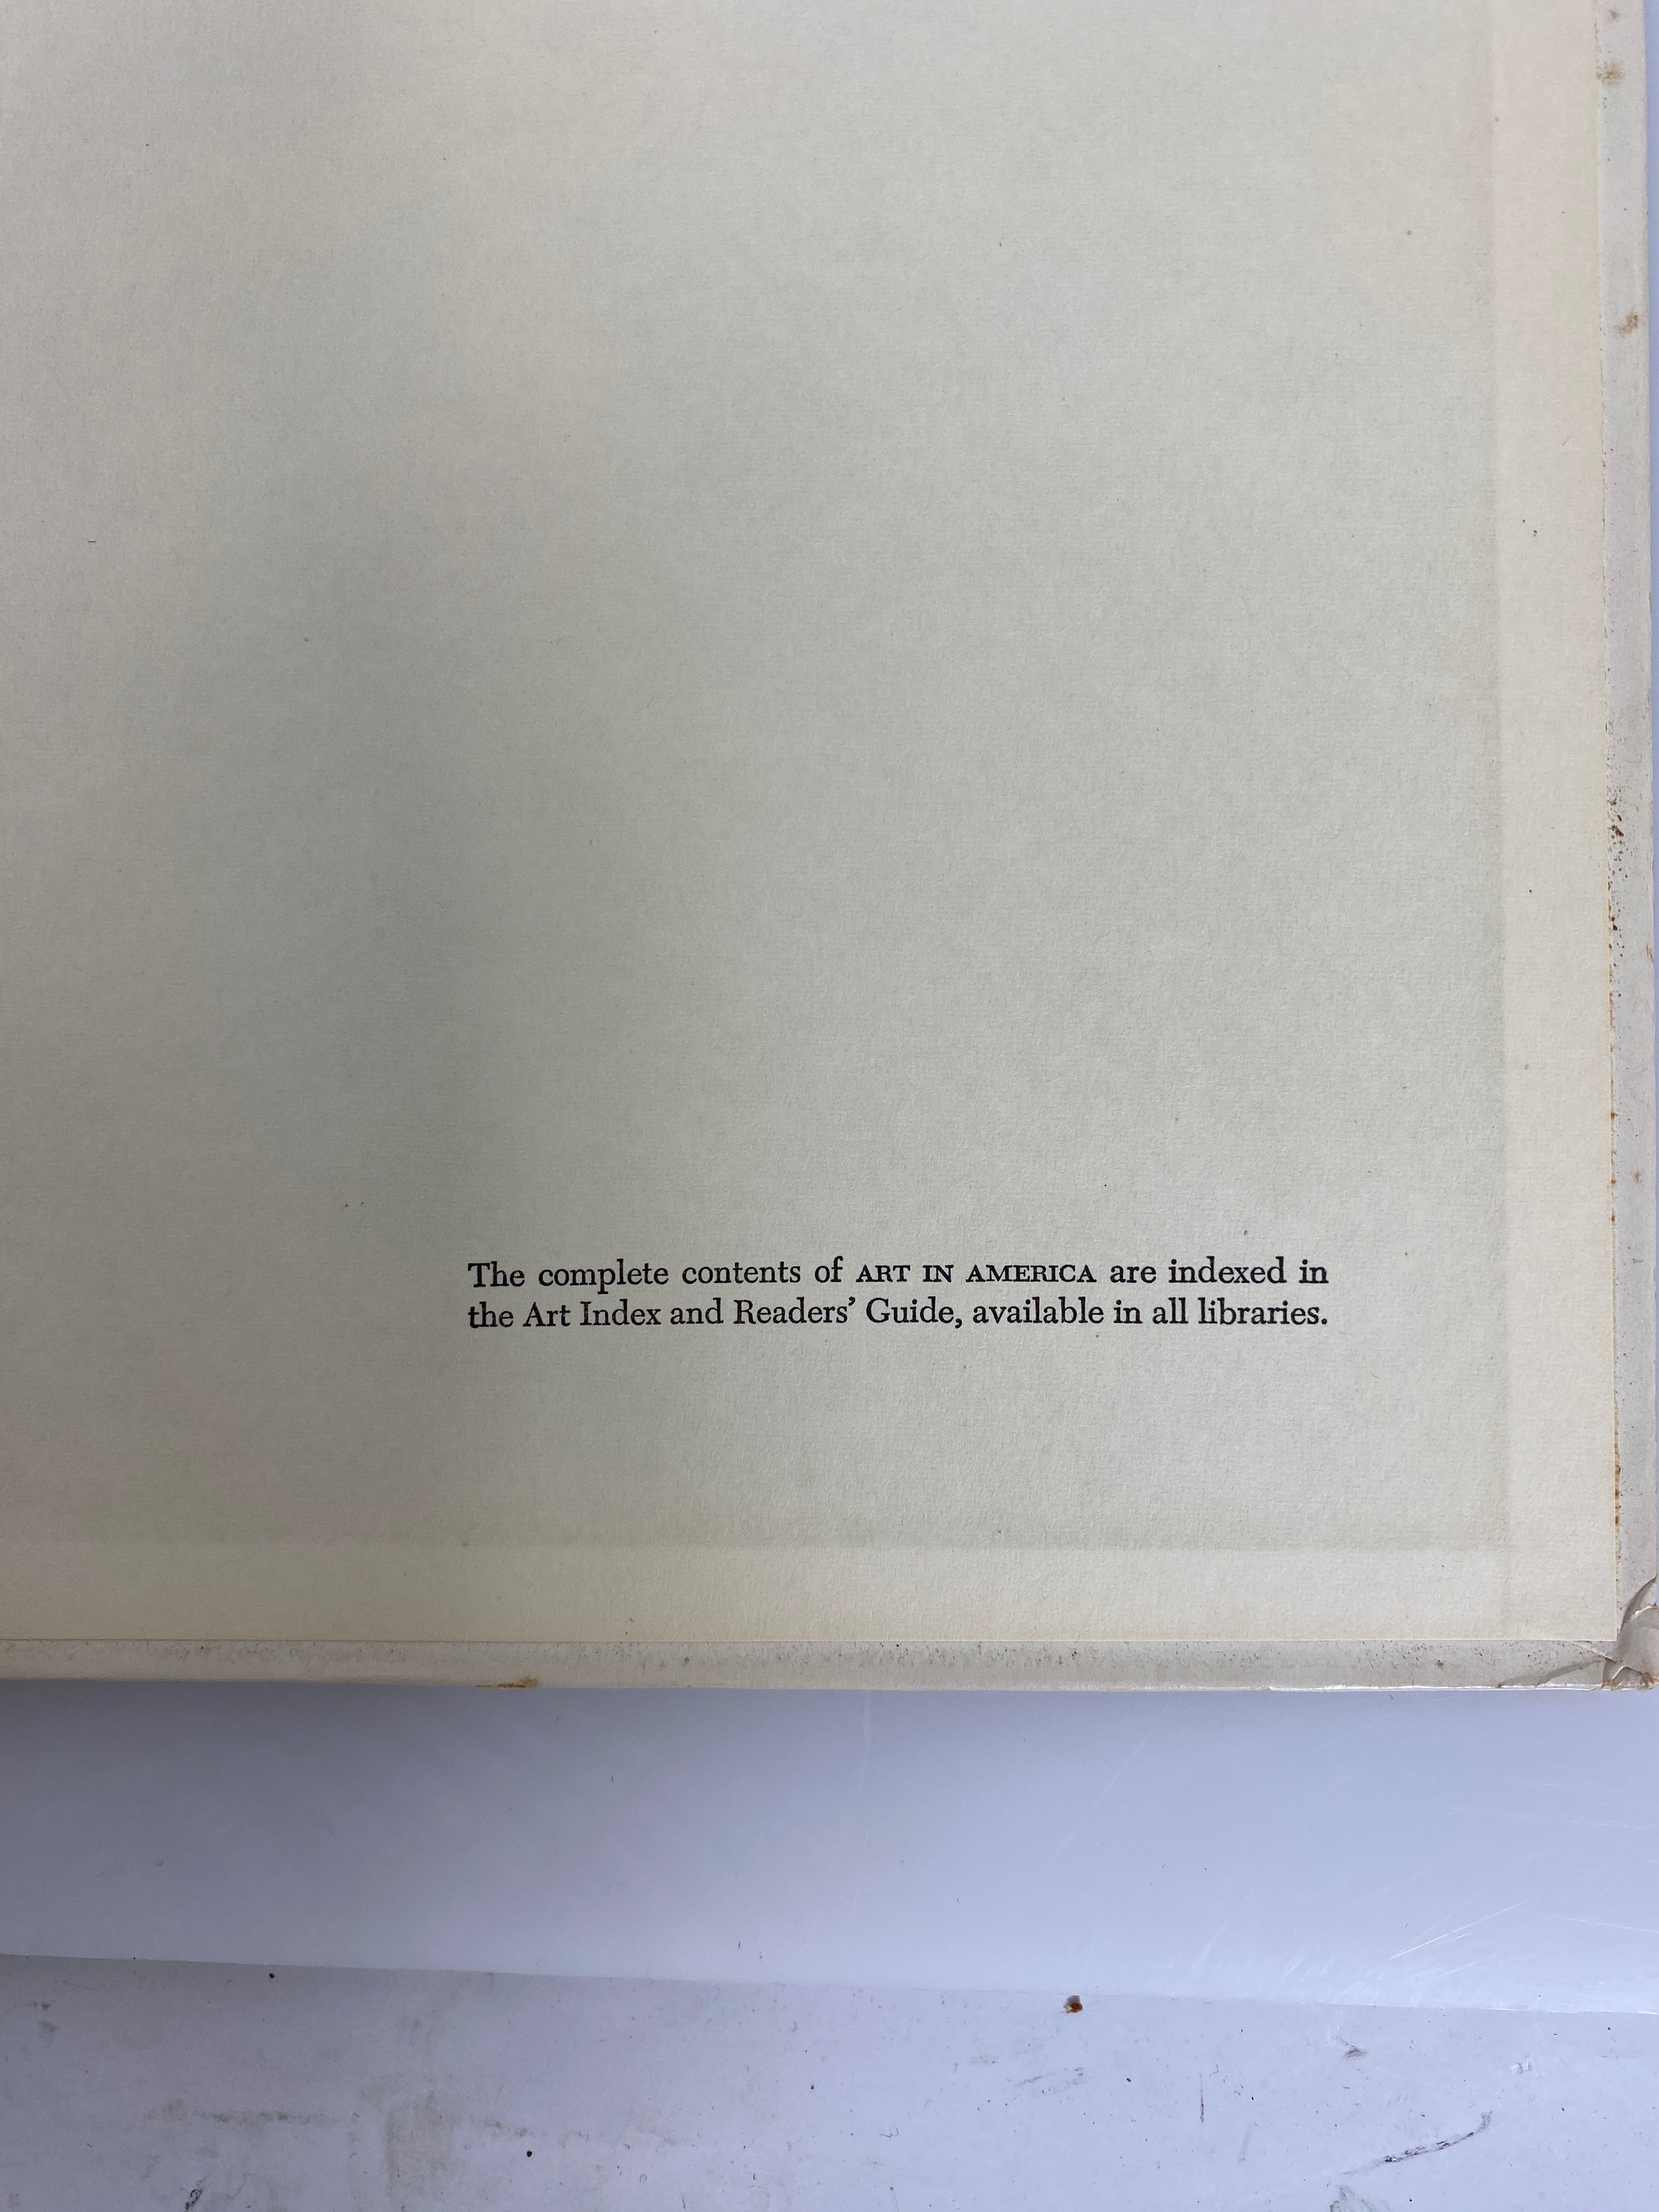 The complete contents of ART IN AMERICA are indexed in
the Art Index and Readers’ Guide, available in all libraries.